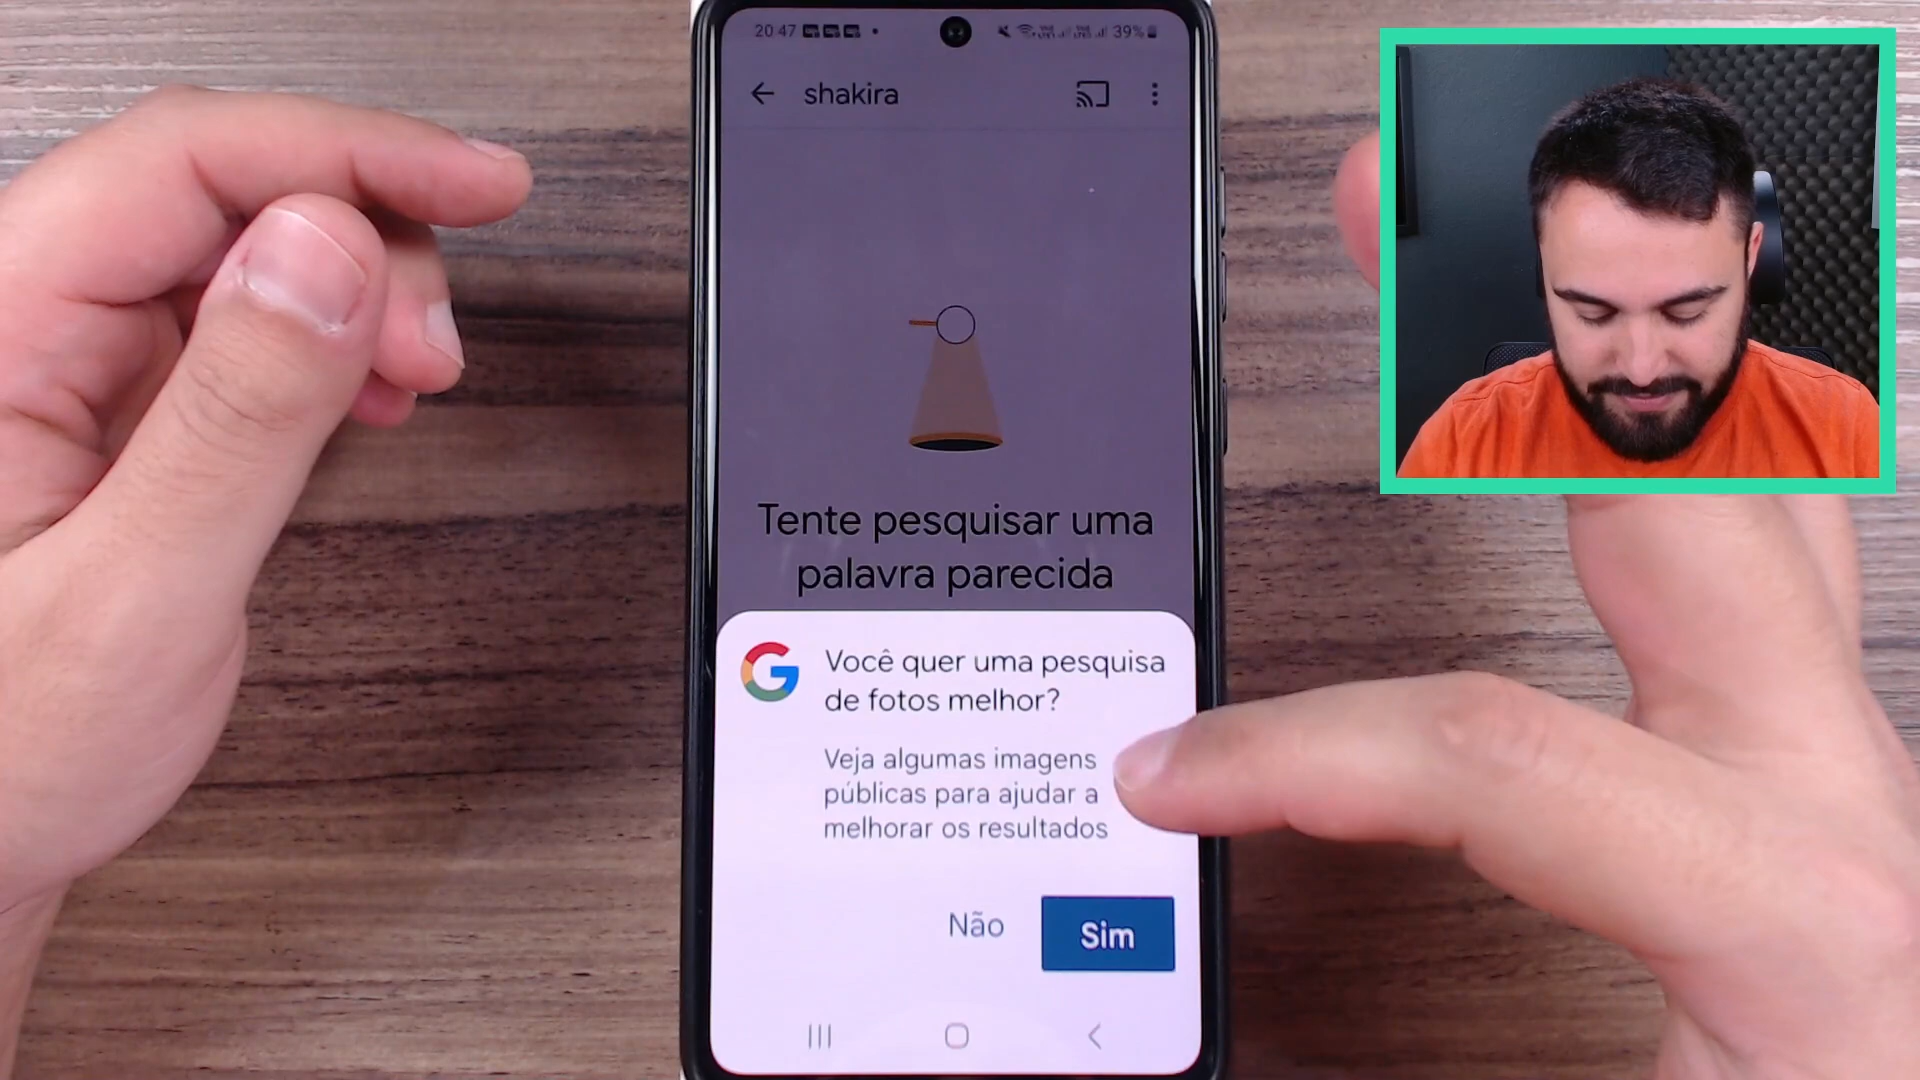 20 47
39%
shakira
Tente pesquisar uma
palavra parecida
Você quer uma pesquisa
de fotos melhor?
Veja algumas imagens
públicas para ajudar a
melhorar os resultados
Não
Sim